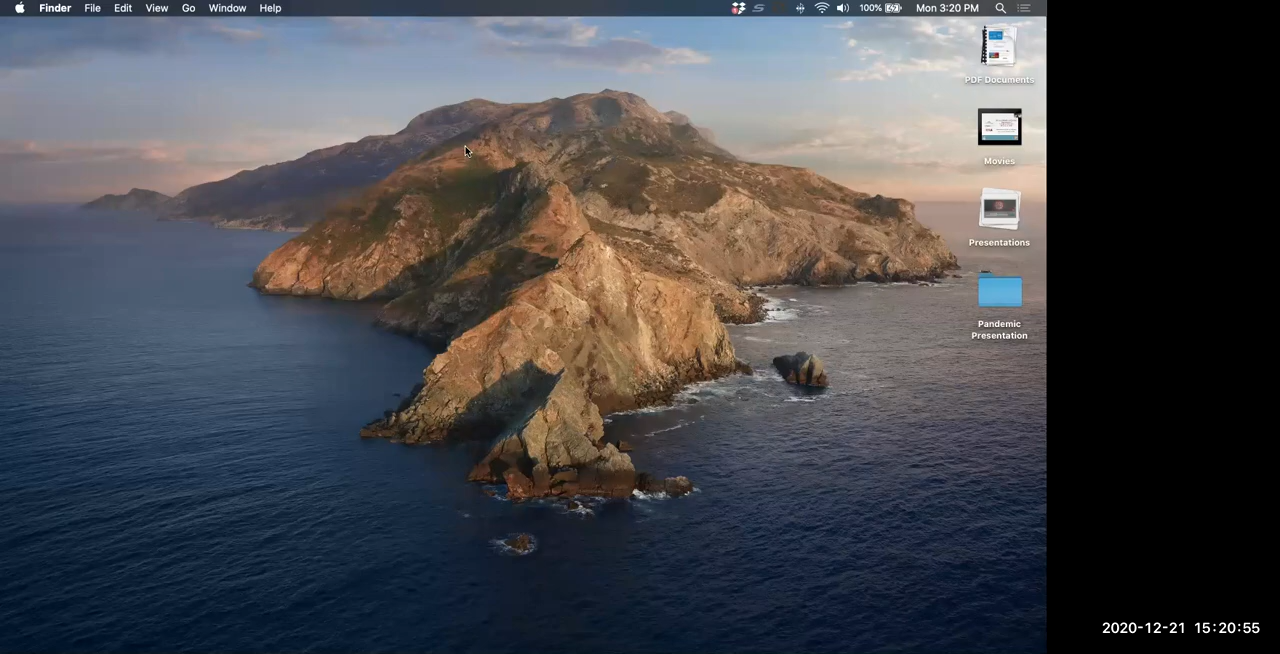 Finder File Edit View Go Window Help 100% Mon 3:20 PM
PDF Documents
Movies
Presentations
Pandemic
Presentation
2020-12-21 15:20:55